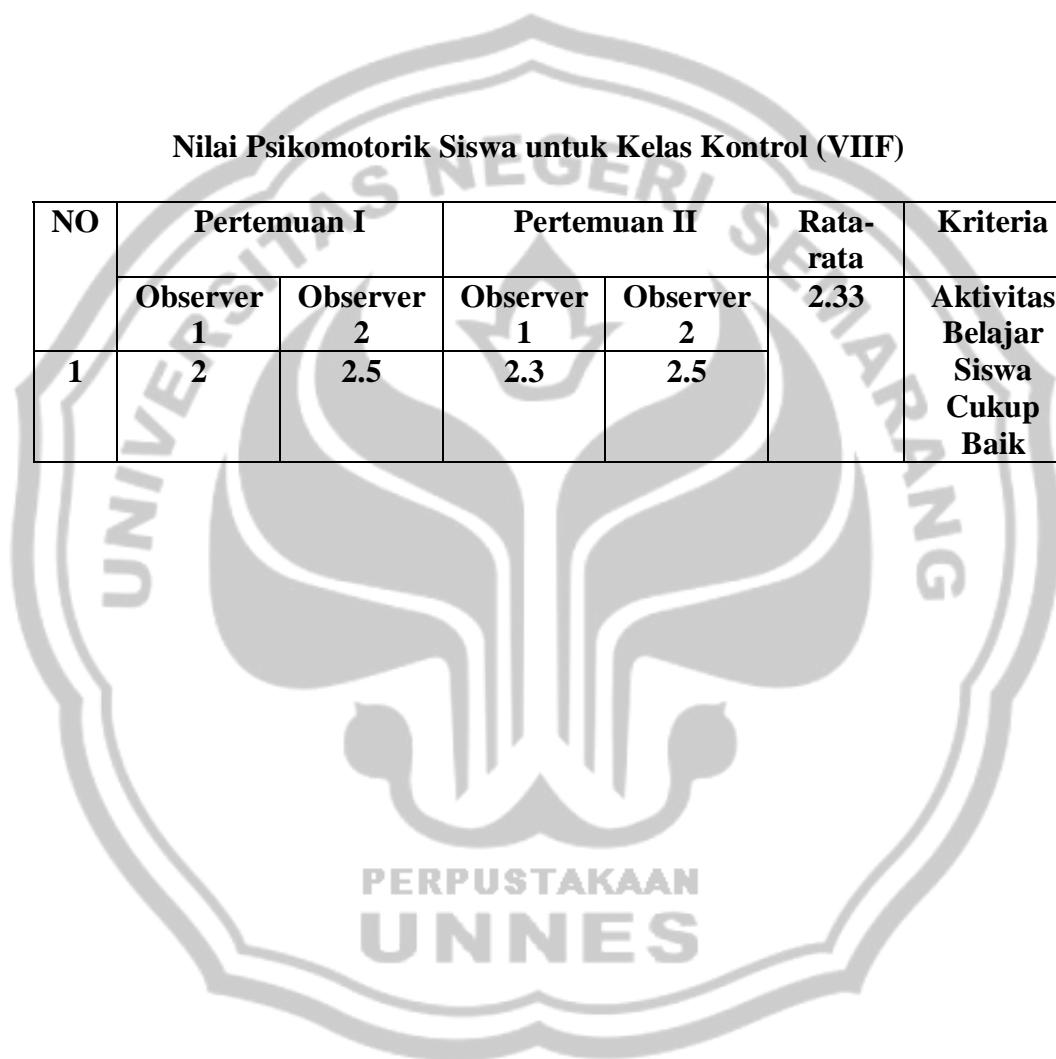 Nilai Psikomotorik Siswa untuk Kelas Kontrol (VIIF)
NO Pertemuan I Pertemuan II Rata-rata Kriteria
Observer 1 Observer 2 Observer 1 Observer 2 2.33 Aktivitas Belajar Siswa Cukup Baik
1 2 2.5 2.3 2.5
UNIVERSITAS NEGERI SEMARANG
PERPUSTAKAAN
UNNES